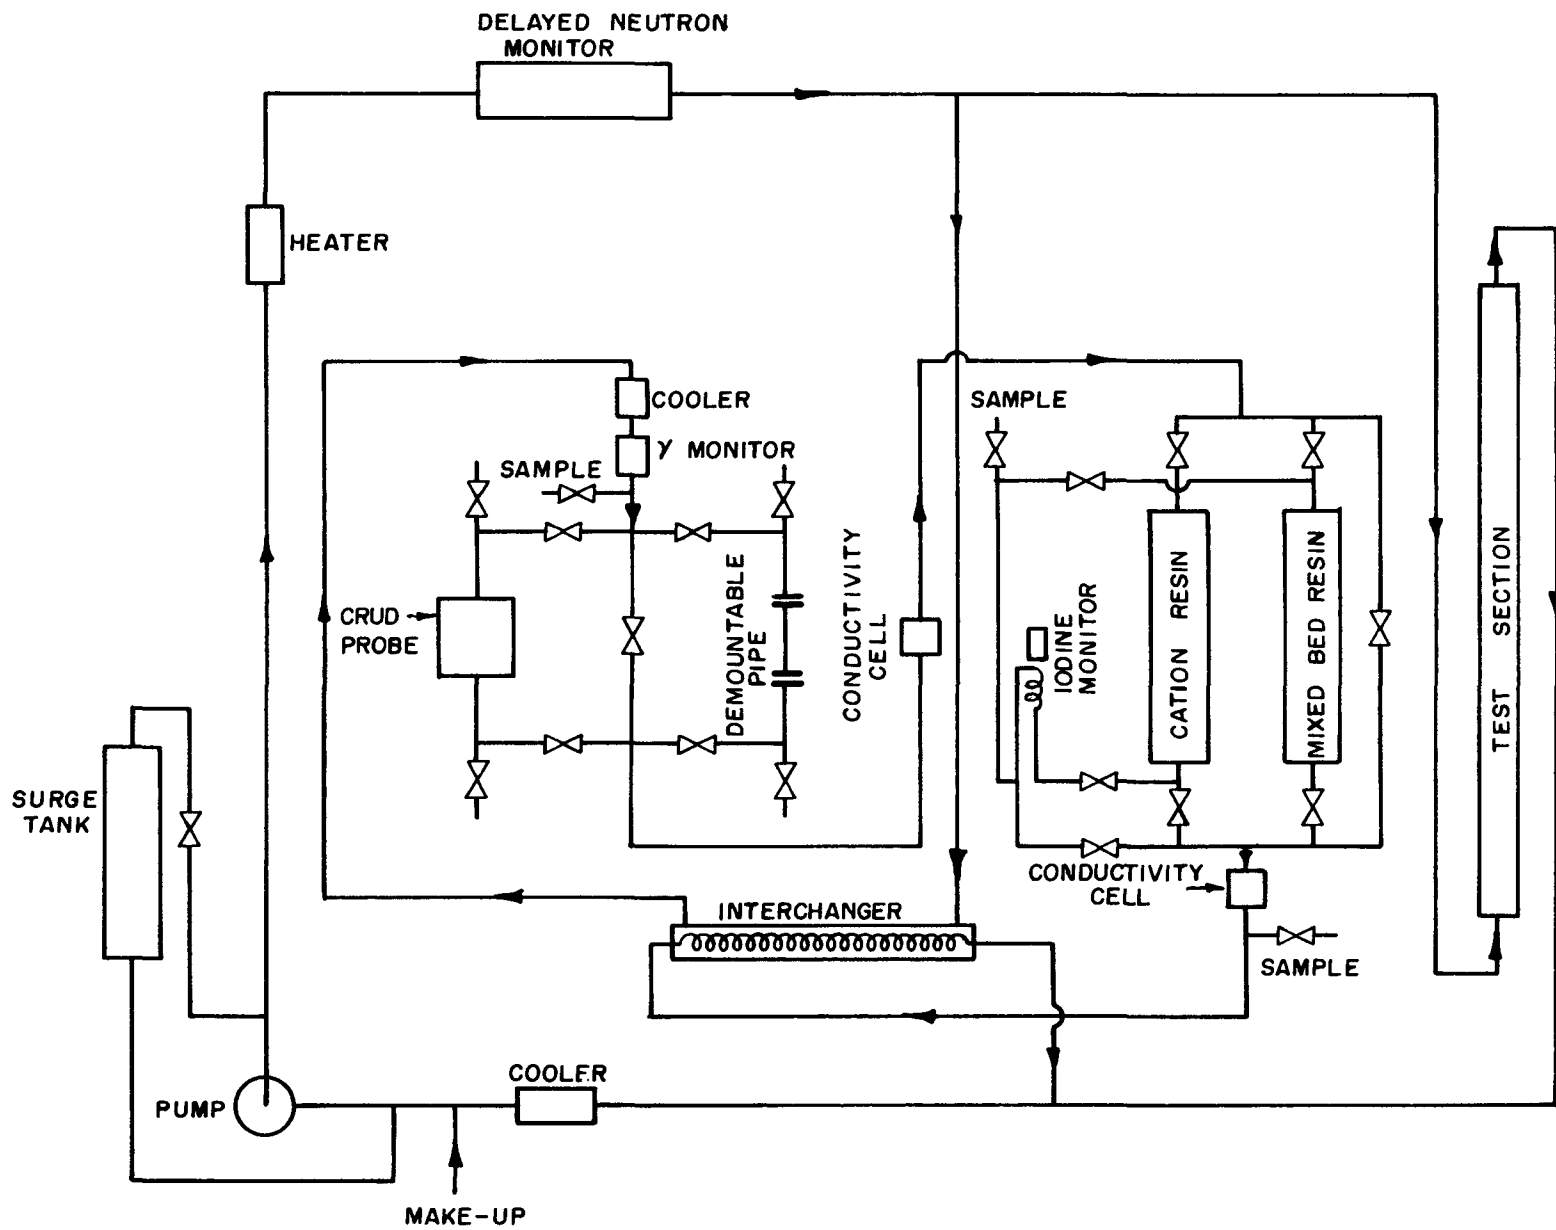 DELAYED NEUTRON
MONITOR
HEATER
COOLER
γ MONITOR
SAMPLE
SAMPLE
CRUD
PROBE
DEMOUNTABLE
PIPE
CONDUCTIVITY
CELL
IODINE
MONITOR
CATION RESIN
MIXED BED RESIN
TEST SECTION
SURGE
TANK
CONDUCTIVITY
CELL
INTERCHANGER
SAMPLE
COOLER
PUMP
MAKE-UP